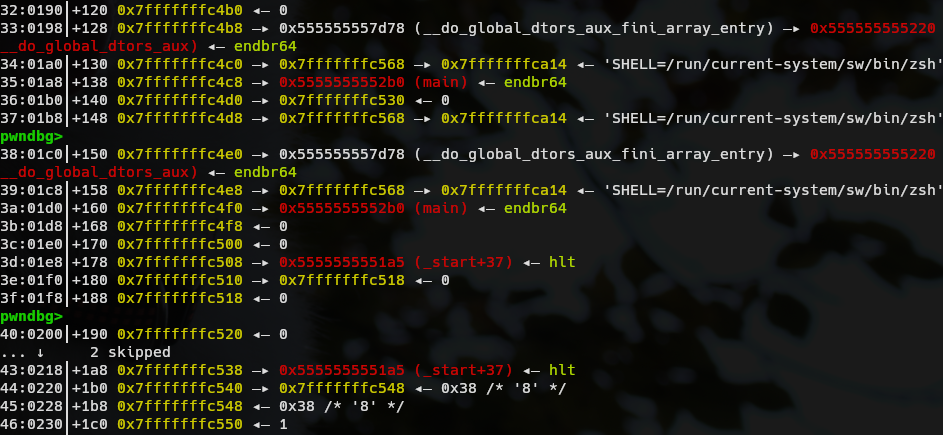 32:0190│+120 0x7fffffffc4b0 ◂— 0
33:0198│+128 0x7fffffffc4b8 —▸ 0x555555557d78 (__do_global_dtors_aux_fini_array_entry) —▸ 0x555555555220 
__do_global_dtors_aux) ◂— endbr64
34:01a0│+130 0x7fffffffc4c0 —▸ 0x7fffffffc568 —▸ 0x7fffffffca14 ◂— 'SHELL=/run/current-system/sw/bin/zsh'
35:01a8│+138 0x7fffffffc4c8 —▸ 0x5555555552b0 (main) ◂— endbr64
36:01b0│+140 0x7fffffffc4d0 —▸ 0x7fffffffc530 ◂— 0
37:01b8│+148 0x7fffffffc4d8 —▸ 0x7fffffffc568 —▸ 0x7fffffffca14 ◂— 'SHELL=/run/current-system/sw/bin/zsh'
pwndbg>
38:01c0│+150 0x7fffffffc4e0 —▸ 0x555555557d78 (__do_global_dtors_aux_fini_array_entry) —▸ 0x555555555220 
__do_global_dtors_aux) ◂— endbr64
39:01c8│+158 0x7fffffffc4e8 —▸ 0x7fffffffc568 —▸ 0x7fffffffca14 ◂— 'SHELL=/run/current-system/sw/bin/zsh'
3a:01d0│+160 0x7fffffffc4f0 —▸ 0x5555555552b0 (main) ◂— endbr64
3b:01d8│+168 0x7fffffffc4f8 ◂— 0
3c:01e0│+170 0x7fffffffc500 ◂— 0
3d:01e8│+178 0x7fffffffc508 —▸ 0x5555555551a5 (_start+37) ◂— hlt
3e:01f0│+180 0x7fffffffc510 —▸ 0x7fffffffc518 ◂— 0
3f:01f8│+188 0x7fffffffc518 ◂— 0
pwndbg>
40:0200│+190 0x7fffffffc520 ◂— 0
... ↓     2 skipped
43:0218│+1a8 0x7fffffffc538 —▸ 0x5555555551a5 (_start+37) ◂— hlt
44:0220│+1b0 0x7fffffffc540 —▸ 0x7fffffffc548 ◂— 0x38 /* '8' */
45:0228│+1b8 0x7fffffffc548 ◂— 0x38 /* '8' */
46:0230│+1c0 0x7fffffffc550 ◂— 1